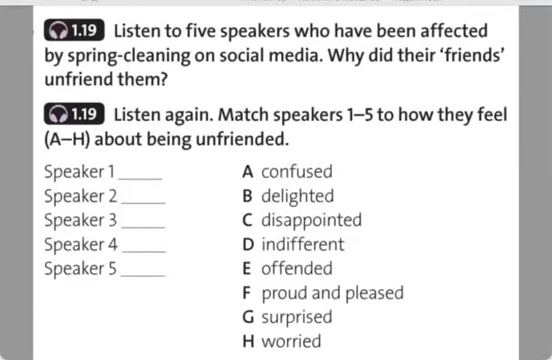 1.19 Listen to five speakers who have been affected
by spring-cleaning on social media. Why did their ‘friends’
unfriend them?
1.19 Listen again. Match speakers 1–5 to how they feel
(A–H) about being unfriended.
Speaker 1 _____ A confused
Speaker 2 _____ B delighted
Speaker 3 _____ C disappointed
Speaker 4 _____ D indifferent
Speaker 5 _____ E offended
F proud and pleased
G surprised
H worried